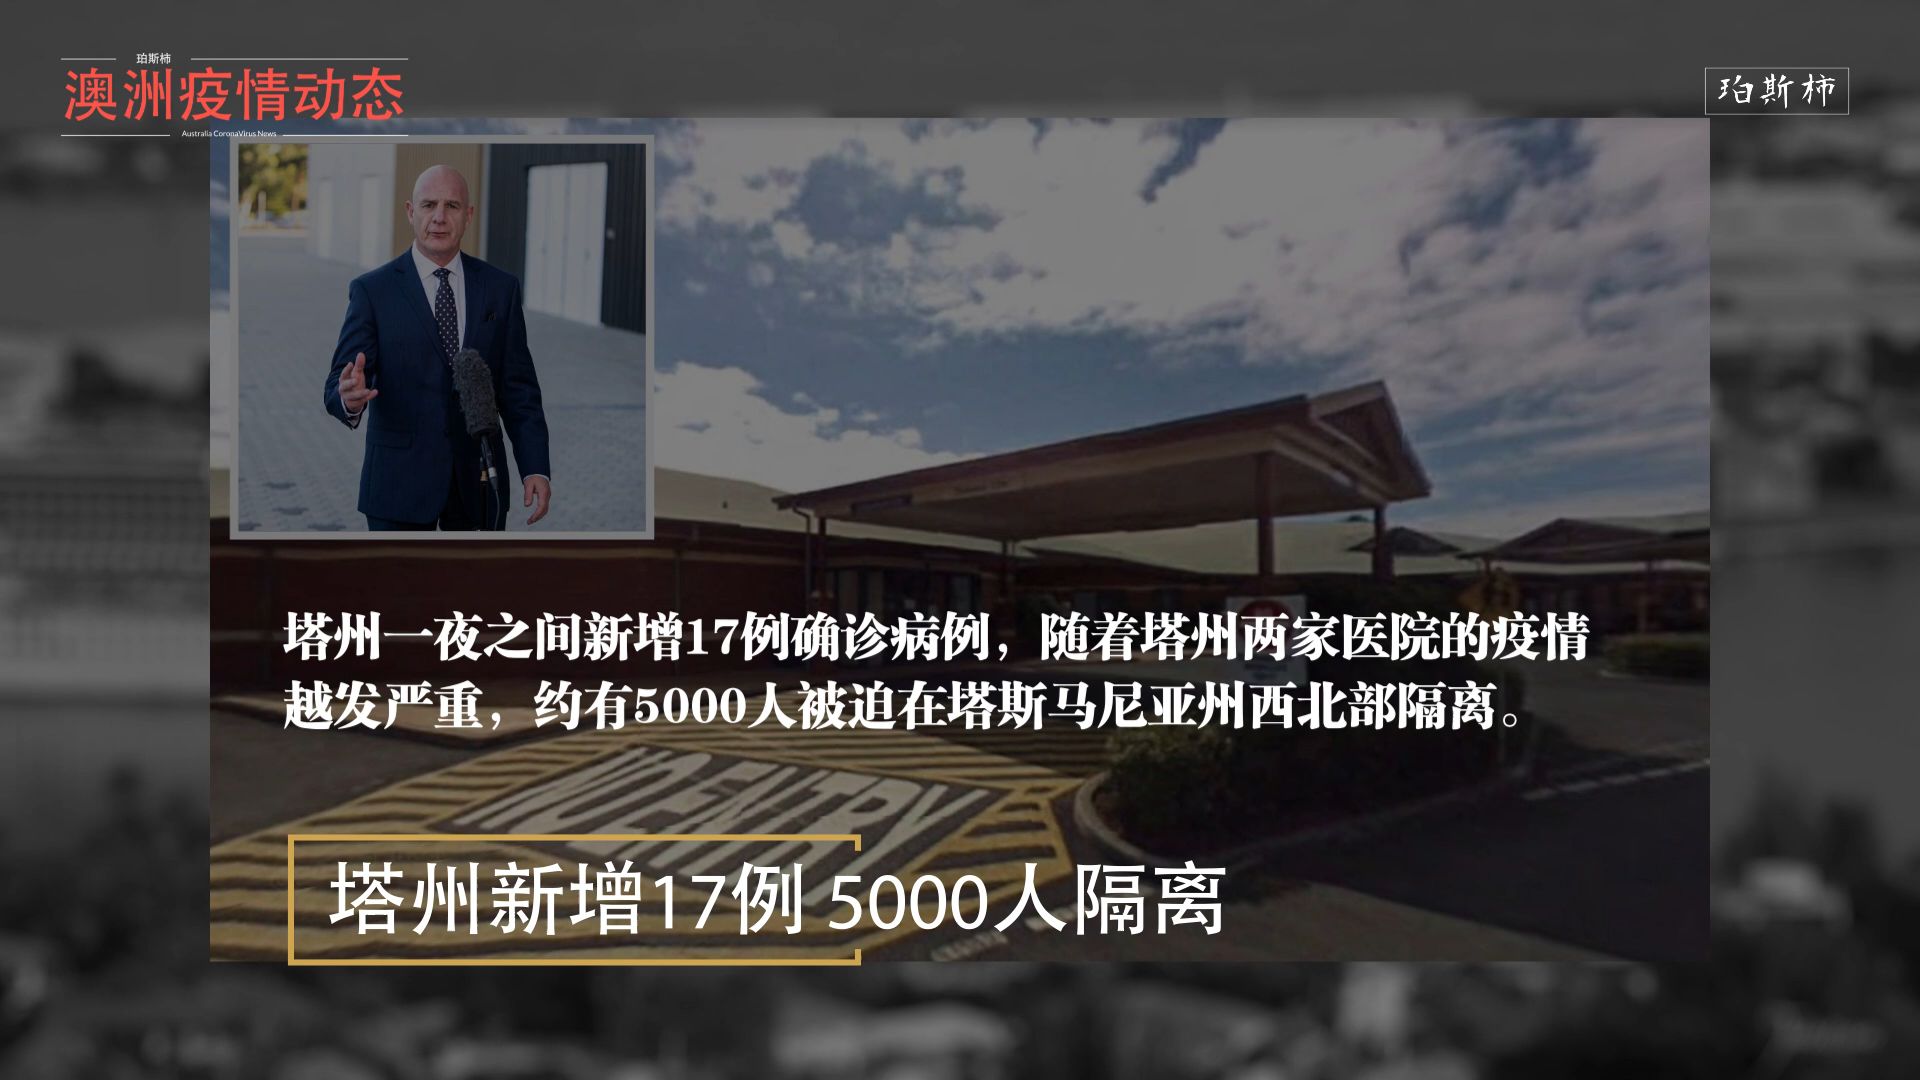 珀斯柿
澳洲疫情动态
Australia CoronaVirus News
珀斯柿
塔州一夜之间新增17例确诊病例，随着塔州两家医院的疫情
越发严重，约有5000人被迫在塔斯马尼亚州西北部隔离。
NO ENTRY
塔州新增17例 5000人隔离